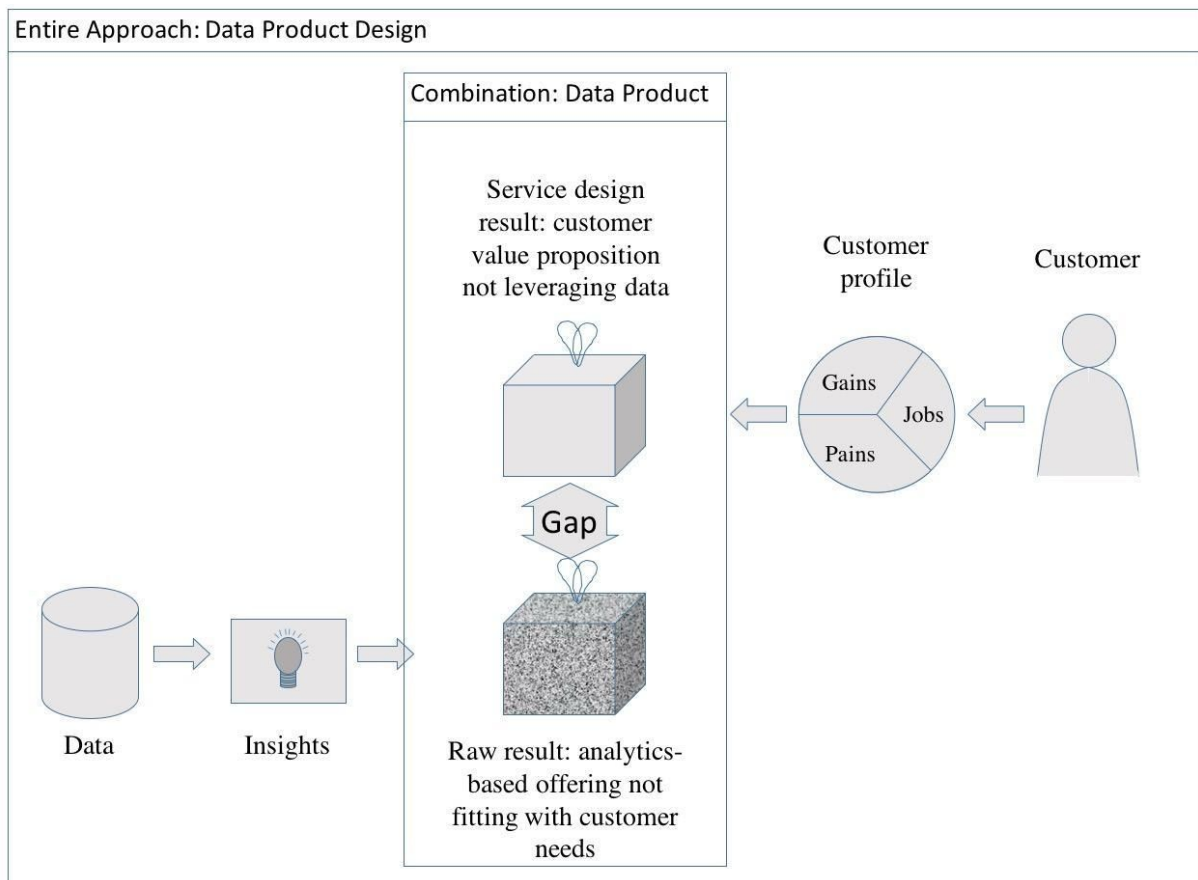 Entire Approach: Data Product Design
Combination: Data Product
Service design
result: customer
value proposition
not leveraging data
Customer
profile
Customer
Gains
Jobs
Pains
Gap
Data
Insights
Raw result: analytics-
based offering not
fitting with customer
needs